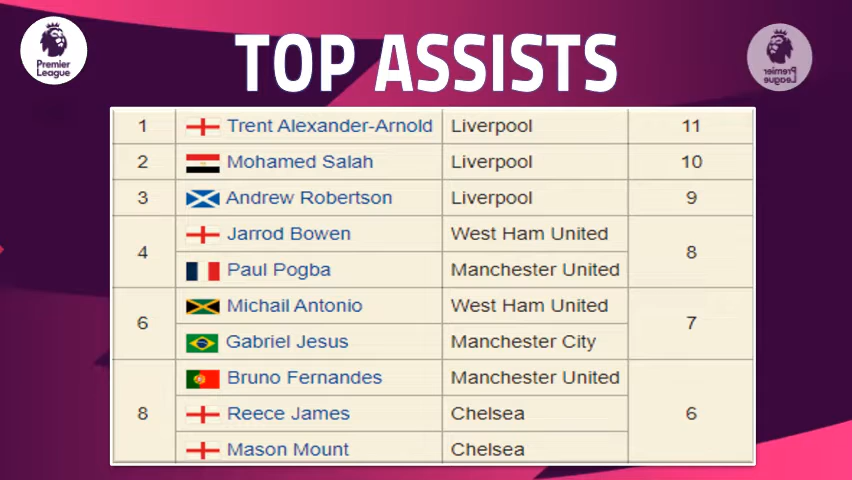 Premier
League
TOP ASSISTS
Premier
League
1 Trent Alexander-Arnold Liverpool 11
2 Mohamed Salah Liverpool 10
3 Andrew Robertson Liverpool 9
4 Jarrod Bowen West Ham United 8
Paul Pogba Manchester United
6 Michail Antonio West Ham United 7
Gabriel Jesus Manchester City
8 Bruno Fernandes Manchester United 6
Reece James Chelsea
Mason Mount Chelsea